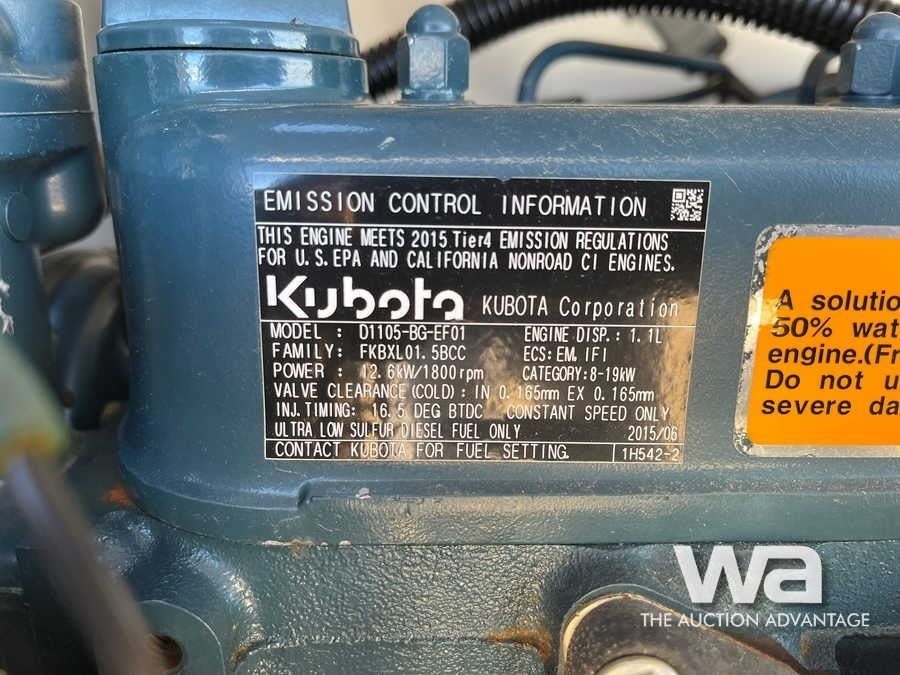 EMISSION CONTROL INFORMATION
THIS ENGINE MEETS 2015 Tier4 EMISSION REGULATIONS
FOR U.S. EPA AND CALIFORNIA NONROAD CI ENGINES.
Kubota KUBOTA Corporation
MODEL : D1105-BG-EF01 ENGINE DISP.: 1.1L
FAMILY: FKBXL01.5BCC ECS: EM, IFI
POWER : 12.6kW/1800rpm CATEGORY:8-19kW
VALVE CLEARANCE(COLD): IN 0.165mm EX 0.165mm
INJ.TIMING: 16.5 DEG BTDC CONSTANT SPEED ONLY
ULTRA LOW SULFUR DIESEL FUEL ONLY 2015/06
CONTACT KUBOTA FOR FUEL SETTING. 1H542-2
A solutio
50% wat
engine.(Fr
Do not u
severe da
wa
THE AUCTION ADVANTAGE